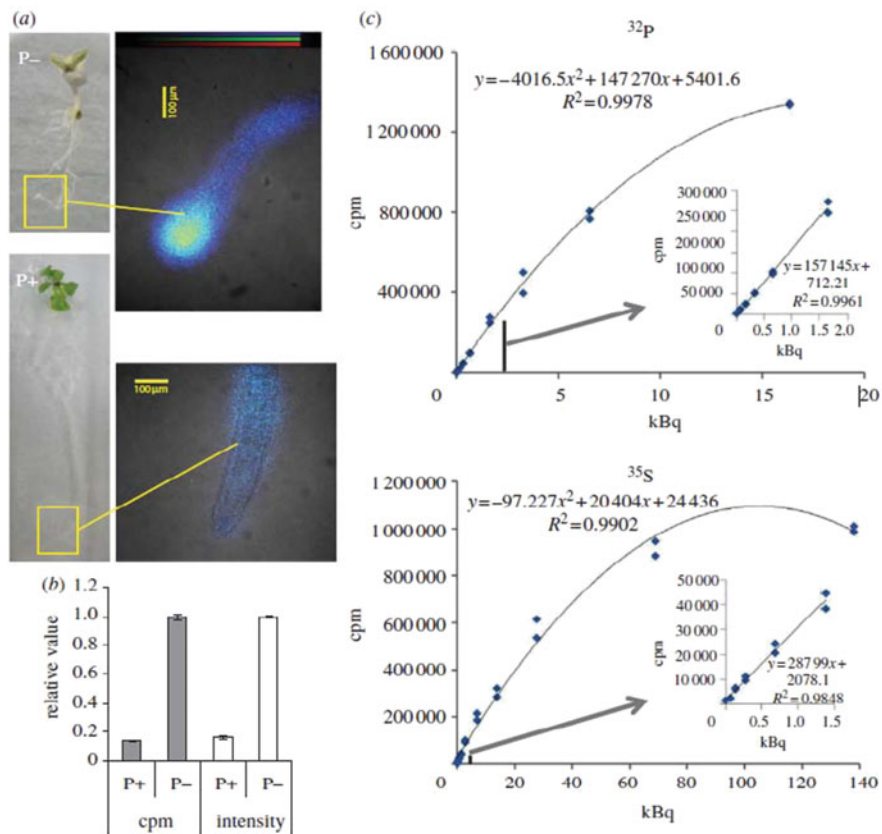 (a)
P–
100 µm
P+
100 µm
(b)
1.2
1.0
0.8
0.6
0.4
0.2
0
relative value
P+ P– P+ P–
cpm intensity
(c)
32P
1 600 000
1 200 000
800 000
400 000
0
cpm
y=–4016.5x2+147 270x+5401.6
R2=0.9978
0 5 10 15 20
kBq
300 000
250 000
200 000
150 000
100 000
50 000
0
cpm
y=157 145x+
712.21
R2=0.9961
0 0.5 1.0 1.5 2.0
kBq
35S
1 200 000
1 000 000
800 000
600 000
400 000
200 000
0
cpm
y=–97.227x2+20 404x+24 436
R2=0.9902
0 20 40 60 80 100 120 140
kBq
50 000
40 000
30 000
20 000
10 000
0
cpm
y=28799x+
2078.1
R2=0.9848
0 0.5 1.0 1.5
kBq